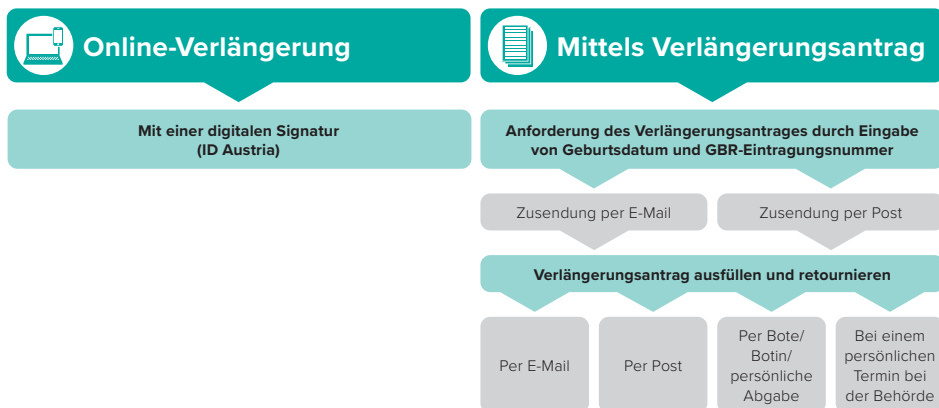 Online-Verlängerung
Mit einer digitalen Signatur
(ID Austria)
Mittels Verlängerungsantrag
Anforderung des Verlängerungsantrages durch Eingabe
von Geburtsdatum und GBR-Eintragungsnummer
Zusendung per E-Mail
Zusendung per Post
Verlängerungsantrag ausfüllen und retournieren
Per E-Mail
Per Post
Per Bote/
Botin/
persönliche
Abgabe
Bei einem
persönlichen
Termin bei
der Behörde